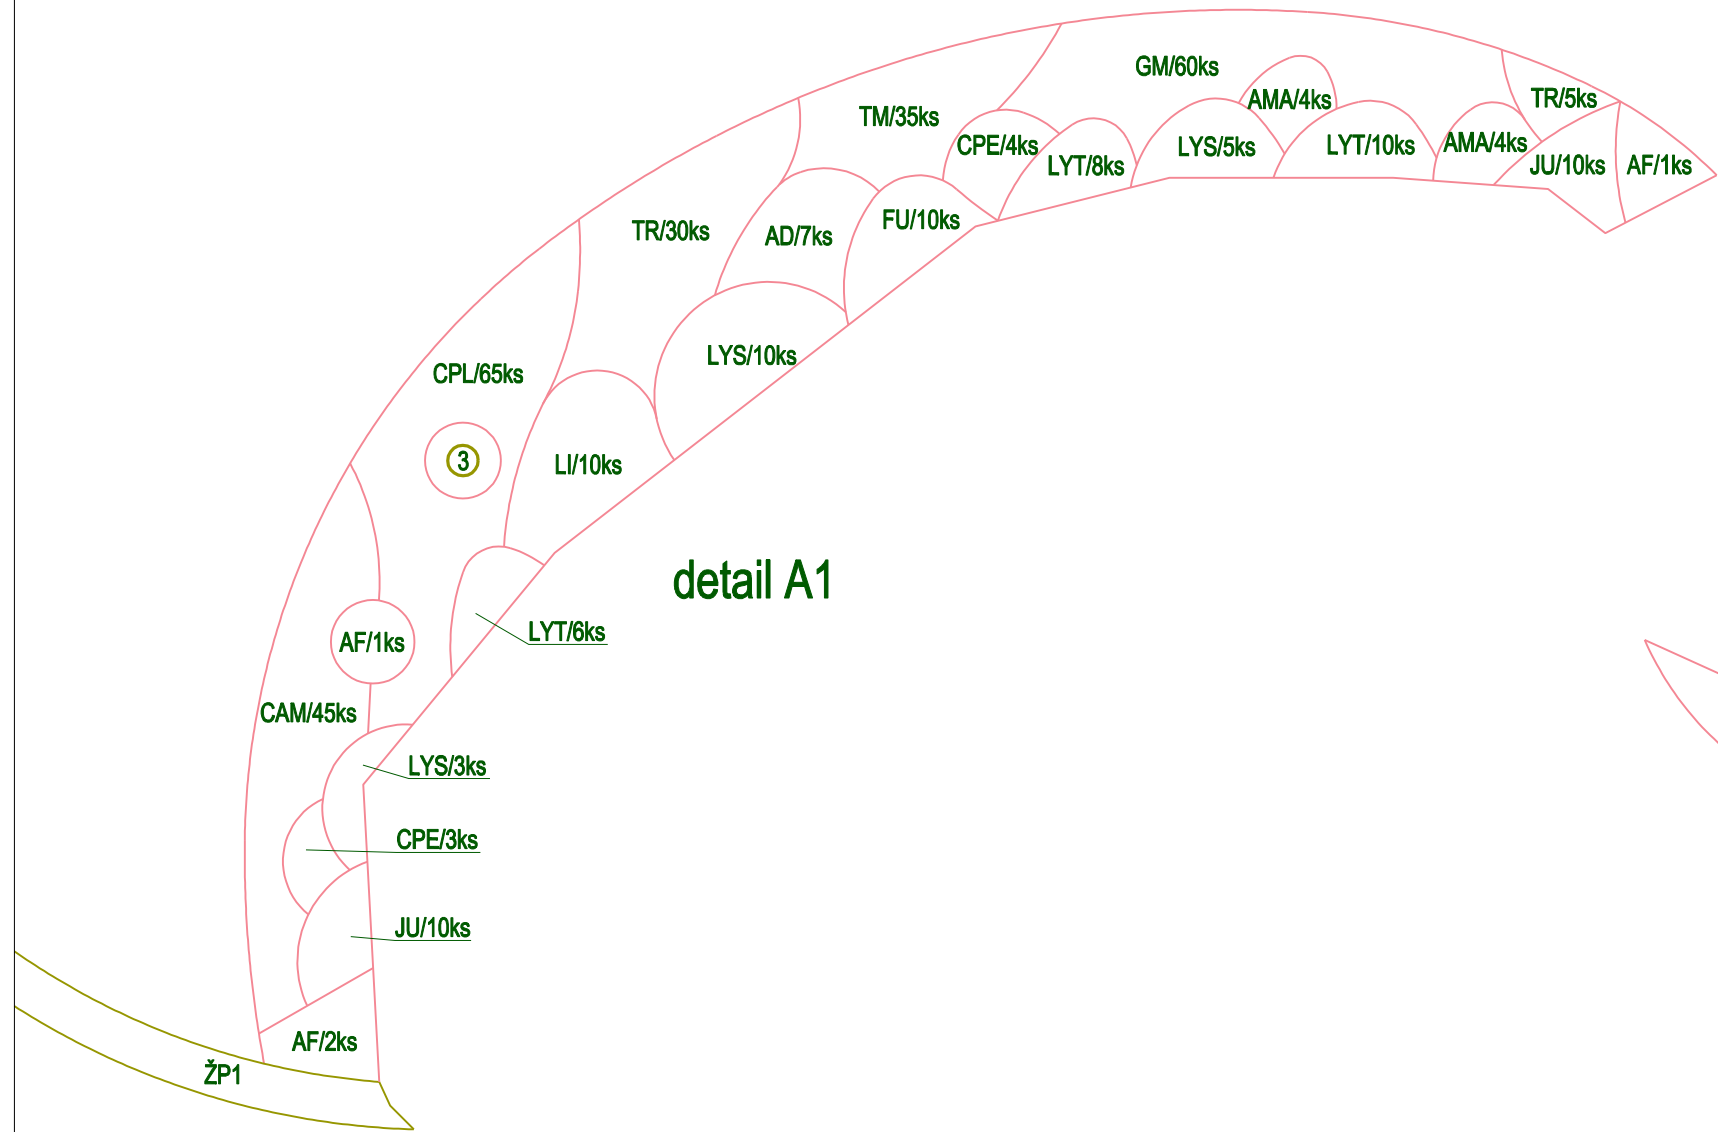 GM/60ks
AMA/4ks
TR/5ks
TM/35ks
CPE/4ks
LYT/8ks
LYS/5ks
LYT/10ks
AMA/4ks
JU/10ks
AF/1ks
TR/30ks
AD/7ks
FU/10ks
LYS/10ks
CPL/65ks
3
LI/10ks
detail A1
LYT/6ks
AF/1ks
CAM/45ks
LYS/3ks
CPE/3ks
JU/10ks
AF/2ks
ŽP1